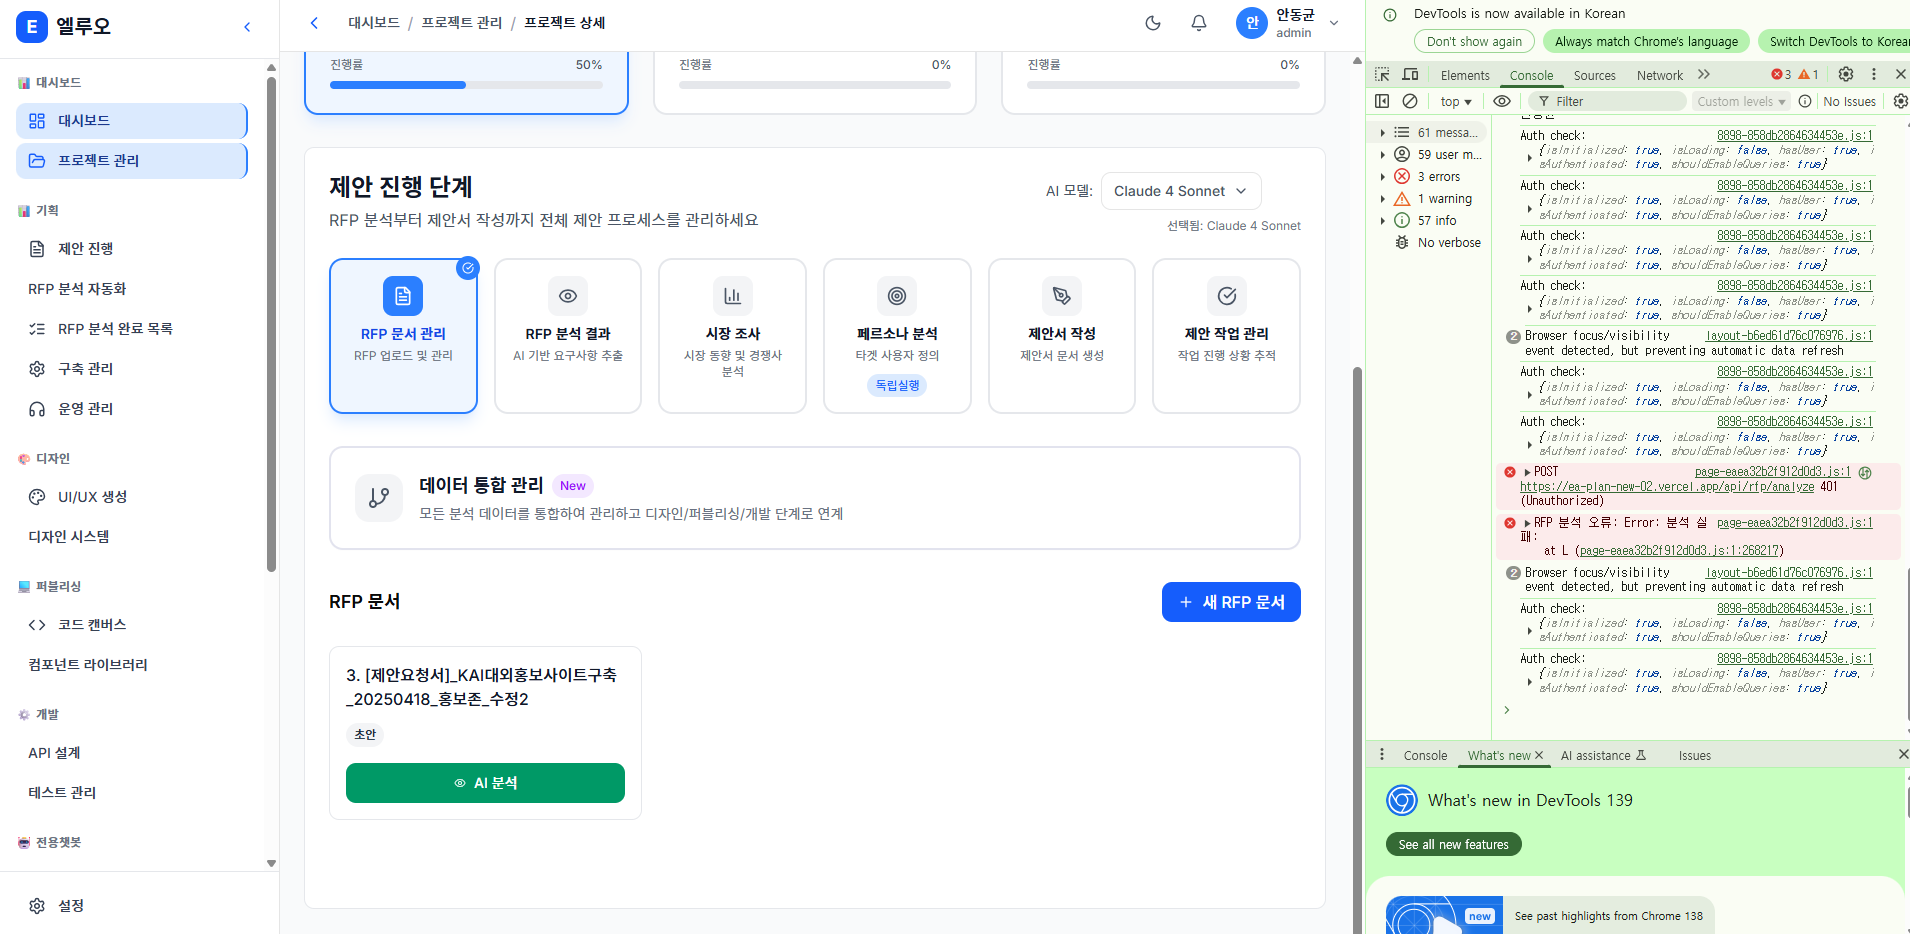 E 엘루오
대시보드
대시보드
프로젝트 관리
기획
제안 진행
RFP 분석 자동화
RFP 분석 완료 목록
구축 관리
운영 관리
디자인
UI/UX 생성
디자인 시스템
퍼블리싱
코드 캔버스
컴포넌트 라이브러리
개발
API 설계
테스트 관리
전용챗봇
설정
대시보드 / 프로젝트 관리 / 프로젝트 상세
안 안동균
admin
진행률 50%
진행률 0%
진행률 0%
제안 진행 단계
RFP 분석부터 제안서 작성까지 전체 제안 프로세스를 관리하세요
AI 모델: Claude 4 Sonnet
선택됨: Claude 4 Sonnet
RFP 문서 관리
RFP 업로드 및 관리
RFP 분석 결과
AI 기반 요구사항 추출
시장 조사
시장 동향 및 경쟁사
분석
페르소나 분석
타겟 사용자 정의
독립실행
제안서 작성
제안서 문서 생성
제안 작업 관리
작업 진행 상황 추적
데이터 통합 관리 New
모든 분석 데이터를 통합하여 관리하고 디자인/퍼블리싱/개발 단계로 연계
RFP 문서
+ 새 RFP 문서
3. [제안요청서]_KAI대외홍보사이트구축
_20250418_홍보존_수정2
초안
AI 분석
DevTools is now available in Korean
Don't show again
Always match Chrome's language
Switch DevTools to Korean
Elements Console Sources Network 3 1
top Filter Custom levels No Issues
61 messa...
59 user m...
3 errors
1 warning
57 info
No verbose
Auth check: 8898-858db2864634453e.js:1
{isInitialized: true, isLoading: false, hasUser: true, i
sAuthenticated: true, shouldEnableQueries: true}
Auth check: 8898-858db2864634453e.js:1
{isInitialized: true, isLoading: false, hasUser: true, i
sAuthenticated: true, shouldEnableQueries: true}
Auth check: 8898-858db2864634453e.js:1
{isInitialized: true, isLoading: false, hasUser: true, i
sAuthenticated: true, shouldEnableQueries: true}
Auth check: 8898-858db2864634453e.js:1
{isInitialized: true, isLoading: false, hasUser: true, i
sAuthenticated: true, shouldEnableQueries: true}
2 Browser focus/visibility layout-b6ed61d76c076976.js:1
event detected, but preventing automatic data refresh
Auth check: 8898-858db2864634453e.js:1
{isInitialized: true, isLoading: false, hasUser: true, i
sAuthenticated: true, shouldEnableQueries: true}
Auth check: 8898-858db2864634453e.js:1
{isInitialized: true, isLoading: false, hasUser: true, i
sAuthenticated: true, shouldEnableQueries: true}
POST page-eaea32b2f912d0d3.js:1
https://ea-plan-new-02.vercel.app/api/rfp/analyze 401
(Unauthorized)
RFP 분석 오류: Error: 분석 실 page-eaea32b2f912d0d3.js:1
패:
at L (page-eaea32b2f912d0d3.js:1:268217)
2 Browser focus/visibility layout-b6ed61d76c076976.js:1
event detected, but preventing automatic data refresh
Auth check: 8898-858db2864634453e.js:1
{isInitialized: true, isLoading: false, hasUser: true, i
sAuthenticated: true, shouldEnableQueries: true}
Auth check: 8898-858db2864634453e.js:1
{isInitialized: true, isLoading: false, hasUser: true, i
sAuthenticated: true, shouldEnableQueries: true}
Console What's new AI assistance Issues
What's new in DevTools 139
See all new features
new See past highlights from Chrome 138